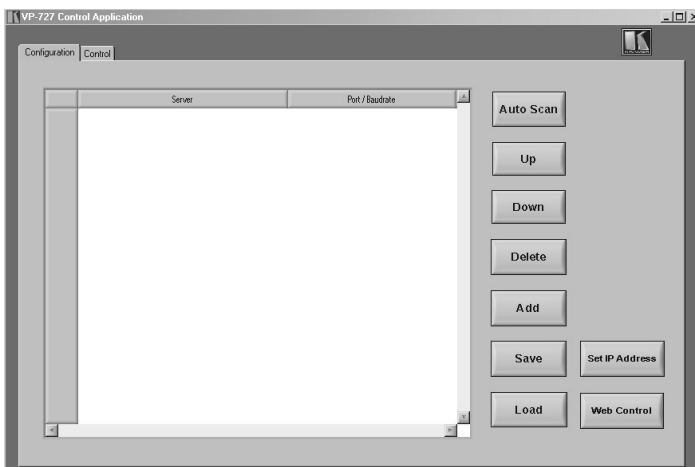 VP-727 Control Application
Configuration
Control
Server
Port / Baudrate
Auto Scan
Up
Down
Delete
Add
Save
Set IP Address
Load
Web Control